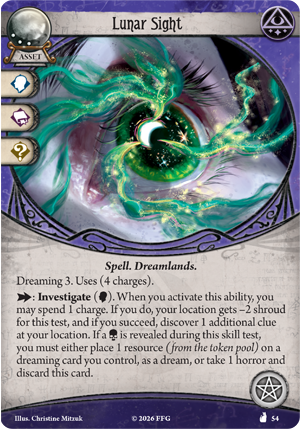 Lunar Sight
ASSET
Spell. Dreamlands.
Dreaming 3. Uses (4 charges).
: Investigate (). When you activate this ability, you
may spend 1 charge. If you do, your location gets –2 shroud
for this test, and if you succeed, discover 1 additional clue
at your location. If a is revealed during this skill test,
you must either place 1 resource (from the token pool) on a
dreaming card you control, as a dream, or take 1 horror and
discard this card.
Illus. Christine Mitzuk
© 2026 FFG
54